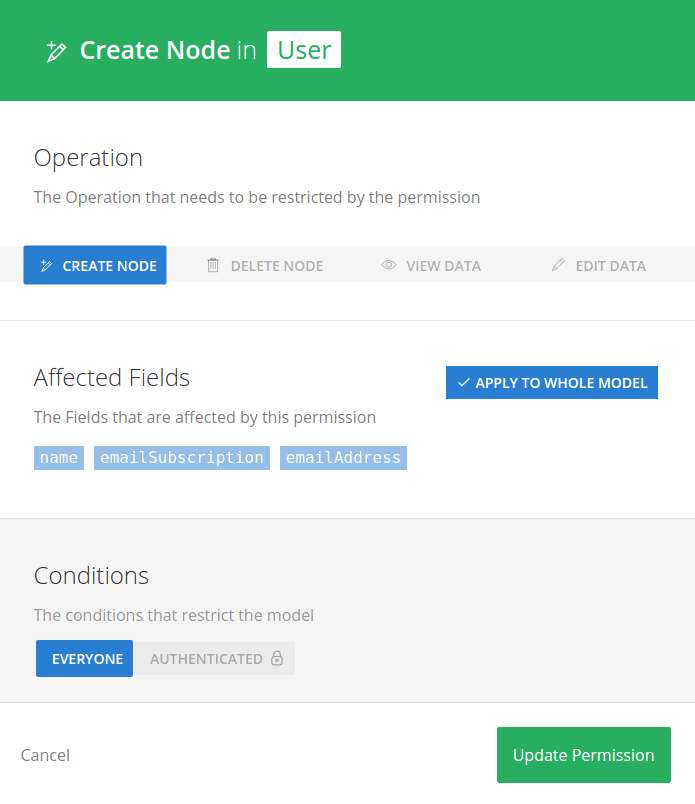 Create Node in User
Operation
The Operation that needs to be restricted by the permission
CREATE NODE DELETE NODE VIEW DATA EDIT DATA
Affected Fields
APPLY TO WHOLE MODEL
The Fields that are affected by this permission
name emailSubscription emailAddress
Conditions
The conditions that restrict the model
EVERYONE AUTHENTICATED
Cancel Update Permission